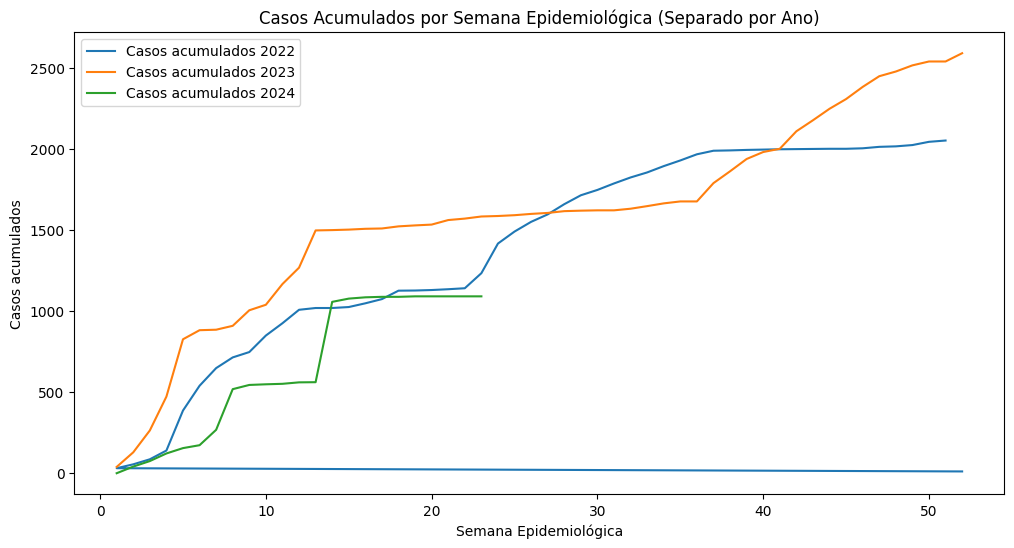 Casos Acumulados por Semana Epidemiológica (Separado por Ano)
Casos acumulados 2022
Casos acumulados 2023
Casos acumulados 2024
Casos acumulados
2500
2000
1500
1000
500
0
0 10 20 30 40 50
Semana Epidemiológica